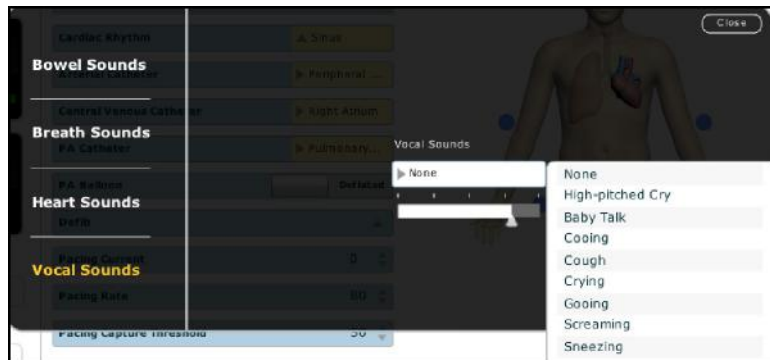 Close
Cardiac Rhythm
Sinus
Bowel Sounds
Arterial Catheter
Peripheral ...
Central Venous Catheter
Right Atrium
Breath Sounds
PA Catheter
Pulmonary...
Vocal Sounds
None
PA Balloon
Deflated
Heart Sounds
Defib
Vocal Sounds
Pacing Current
0
Pacing Rate
80
Pacing Capture Threshold
50
None
High-pitched Cry
Baby Talk
Cooing
Cough
Crying
Gooing
Screaming
Sneezing